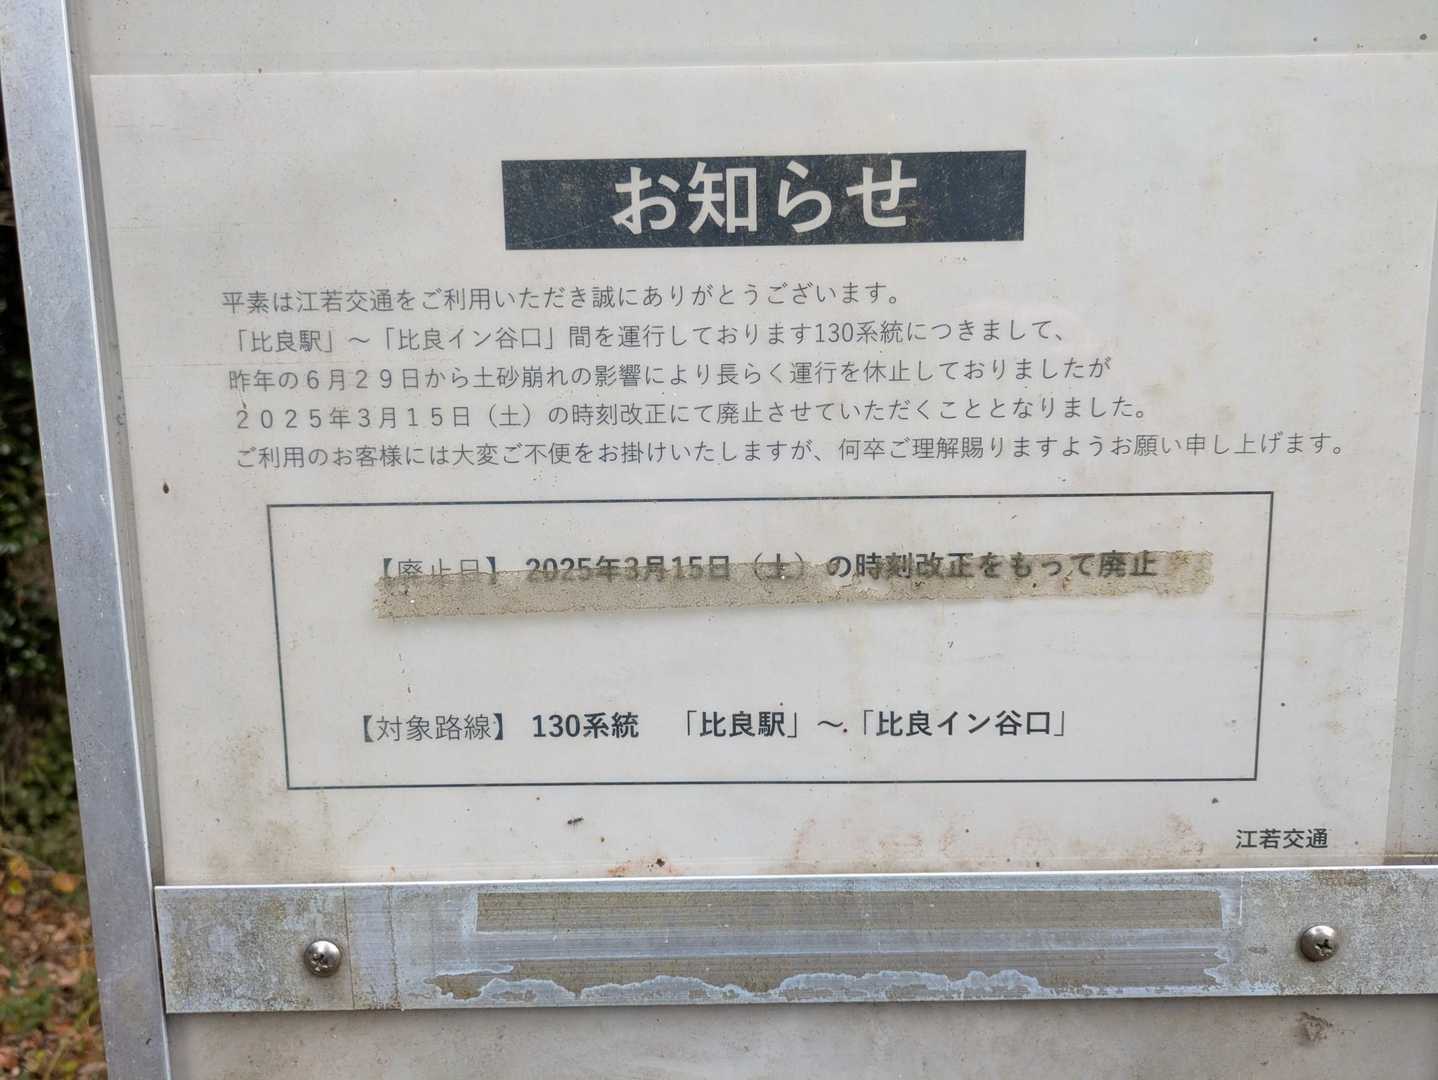 お知らせ
平素は江若交通をご利用いただき誠にありがとうございます。
「比良駅」～「比良イン谷口」間を運行しております130系統につきまして、
昨年の６月２９日から土砂崩れの影響により長らく運行を休止しておりましたが
２０２５年３月１５日（土）の時刻改正にて廃止させていただくこととなりました。
ご利用のお客様には大変ご不便をお掛けいたしますが、何卒ご理解賜りますようお願い申し上げます。
【廃止日】 2025年3月15日（土）の時刻改正をもって廃止
【対象路線】 130系統 「比良駅」～「比良イン谷口」
江若交通